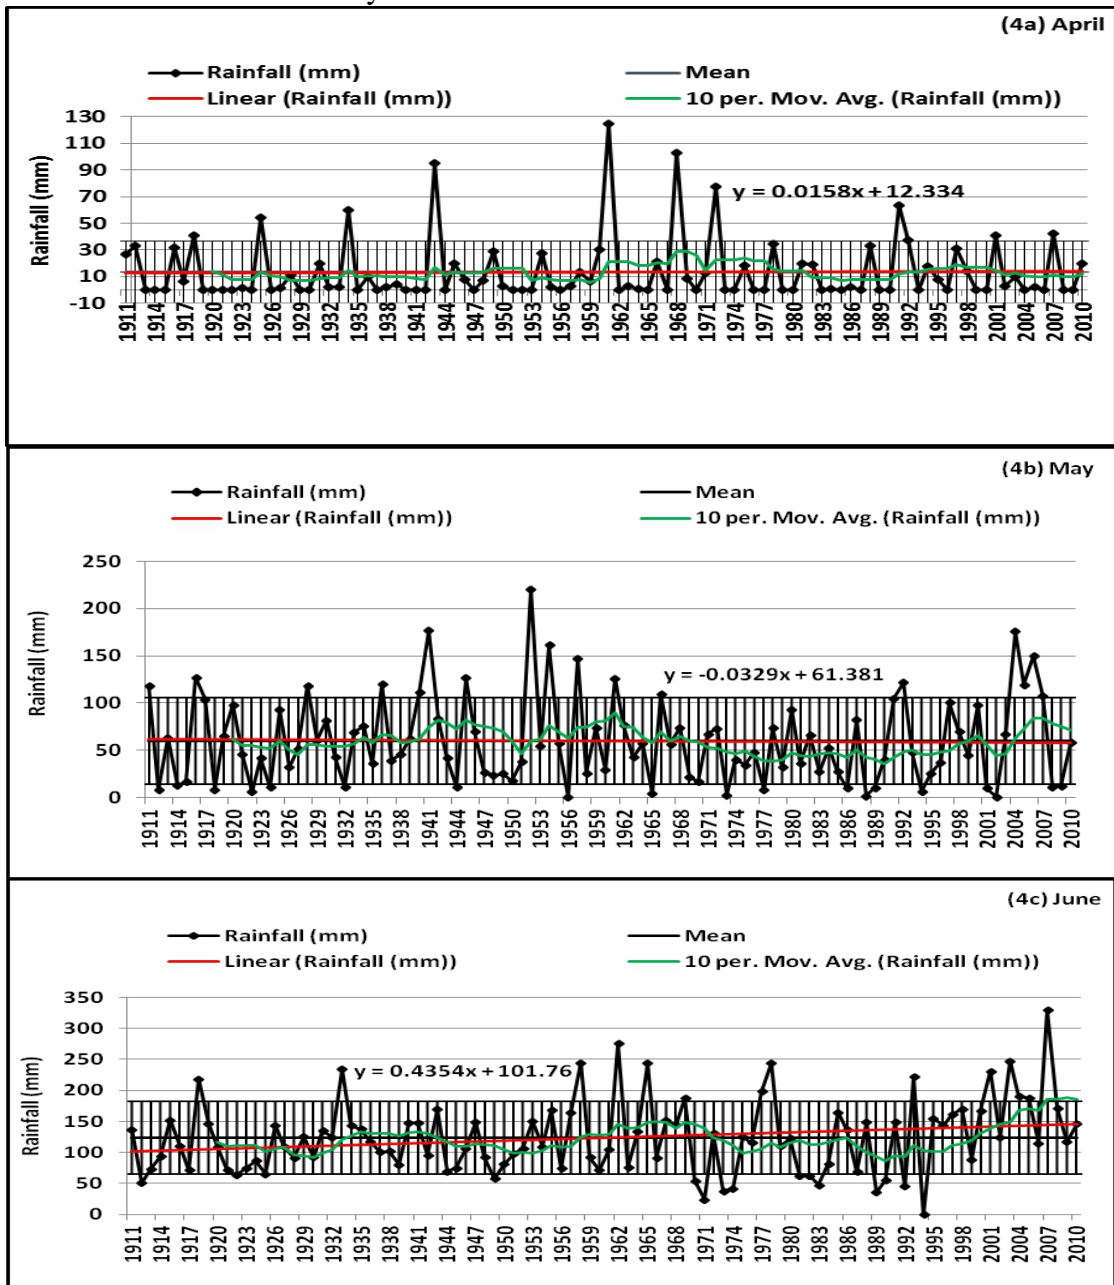 y
(4a) April
Rainfall (mm) Mean
Linear (Rainfall (mm)) 10 per. Mov. Avg. (Rainfall (mm))
130
110
90
70
50
30
10
-10
Rainfall (mm)
y = 0.0158x + 12.334
1911 1914 1917 1920 1923 1926 1929 1932 1935 1938 1941 1944 1947 1950 1953 1956 1959 1962 1965 1968 1971 1974 1977 1980 1983 1986 1989 1992 1995 1998 2001 2004 2007 2010
(4b) May
Rainfall (mm) Mean
Linear (Rainfall (mm)) 10 per. Mov. Avg. (Rainfall (mm))
250
200
150
100
50
0
Rainfall (mm)
y = -0.0329x + 61.381
1911 1914 1917 1920 1923 1926 1929 1932 1935 1938 1941 1944 1947 1950 1953 1956 1959 1962 1965 1968 1971 1974 1977 1980 1983 1986 1989 1992 1995 1998 2001 2004 2007 2010
(4c) June
Rainfall (mm) Mean
Linear (Rainfall (mm)) 10 per. Mov. Avg. (Rainfall (mm))
350
300
250
200
150
100
50
0
Rainfall (mm)
y = 0.4354x + 101.76
1911 1914 1917 1920 1923 1926 1929 1932 1935 1938 1941 1944 1947 1950 1953 1956 1959 1962 1965 1968 1971 1974 1977 1980 1983 1986 1989 1992 1995 1998 2001 2004 2007 2010